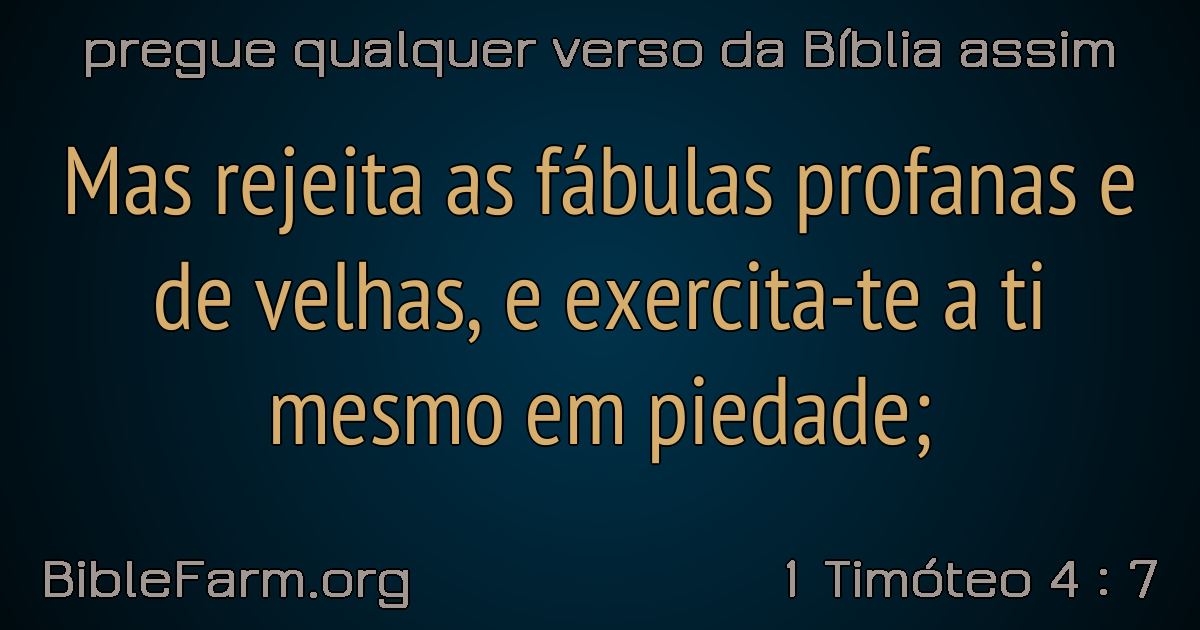 pregue qualquer verso da Bíblia assim
Mas rejeita as fábulas profanas e
de velhas, e exercita-te a ti
mesmo em piedade;
BibleFarm.org
1 Timóteo 4 : 7